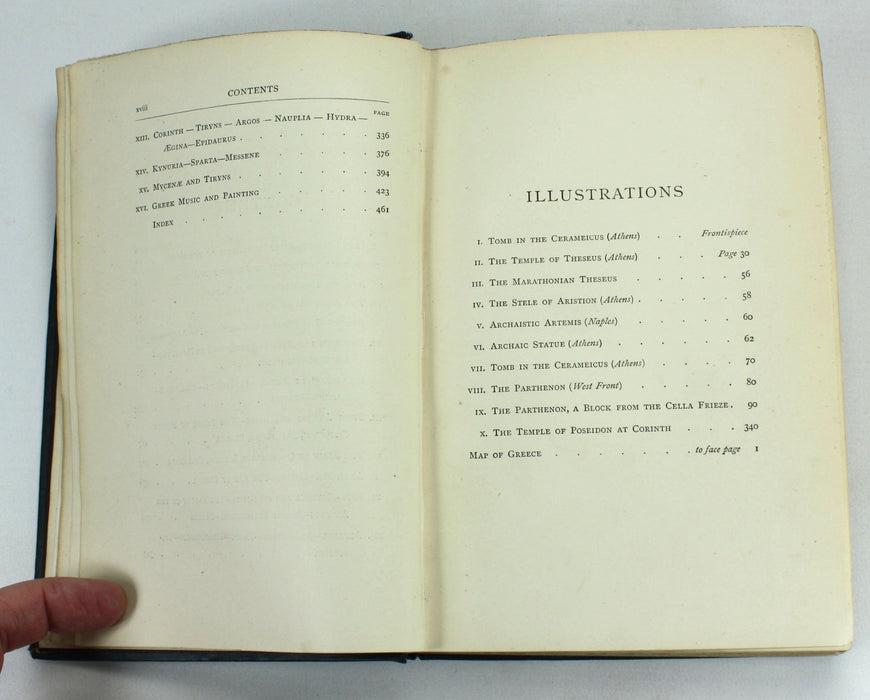 xviii CONTENTS
PAGE
XIII. CORINTH — TIRYNS — ARGOS — NAUPLIA — HYDRA —
ÆGINA—EPIDAURUS . . . . . . . 336
XIV. KYNURIA—SPARTA—MESSENE . . . . . 376
XV. MYCENÆ AND TIRYNS . . . . . . . 394
XVI. GREEK MUSIC AND PAINTING . . . . . 423
INDEX . . . . . . . . . 461
ILLUSTRATIONS
I. TOMB IN THE CERAMEICUS (Athens) . . Frontispiece
II. THE TEMPLE OF THESEUS (Athens) . . . Page 30
III. THE MARATHONIAN THESEUS . . . . . 56
IV. THE STELE OF ARISTION (Athens) . . . . . 58
V. ARCHAISTIC ARTEMIS (Naples) . . . . . 60
VI. ARCHAIC STATUE (Athens) . . . . . . 62
VII. TOMB IN THE CERAMEICUS (Athens) . . . . 70
VIII. THE PARTHENON (West Front) . . . . . 80
IX. THE PARTHENON, A BLOCK FROM THE CELLA FRIEZE . 90
X. THE TEMPLE OF POSEIDON AT CORINTH . . . 340
MAP OF GREECE . . . . . . . to face page 1